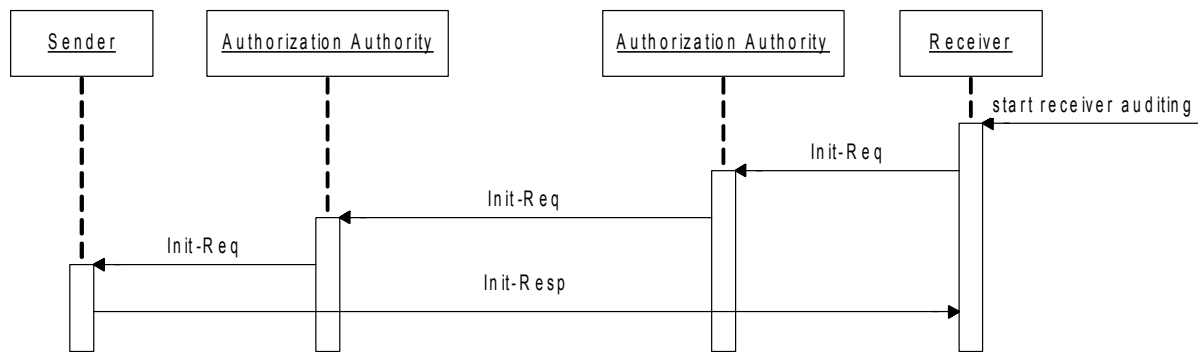 Sender
Authorization Authority
Authorization Authority
Receiver
start receiver auditing
Init-Req
Init-Req
Init-Req
Init-Resp